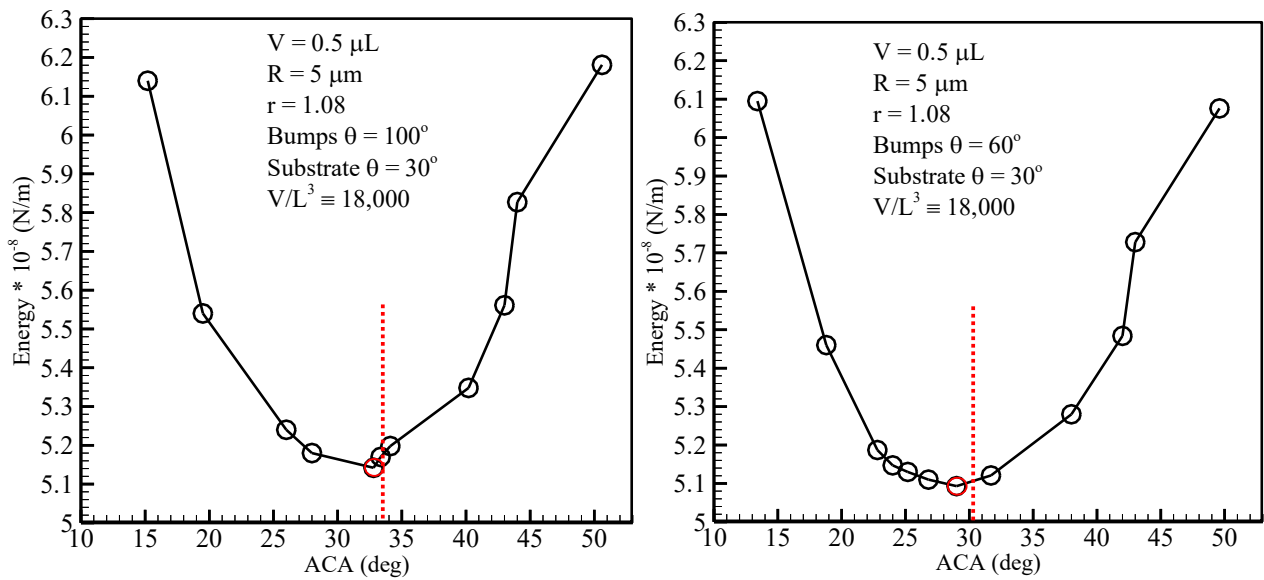 6.3
6.2
6.1
6
5.9
5.8
5.7
5.6
5.5
5.4
5.3
5.2
5.1
5
Energy * 10⁻⁸ (N/m)
V = 0.5 μL
R = 5 μm
r = 1.08
Bumps θ = 100°
Substrate θ = 30°
V/L³ ≡ 18,000
10 15 20 25 30 35 40 45 50
ACA (deg)
6.3
6.2
6.1
6
5.9
5.8
5.7
5.6
5.5
5.4
5.3
5.2
5.1
5
Energy * 10⁻⁸ (N/m)
V = 0.5 μL
R = 5 μm
r = 1.08
Bumps θ = 60°
Substrate θ = 30°
V/L³ ≡ 18,000
10 15 20 25 30 35 40 45 50
ACA (deg)